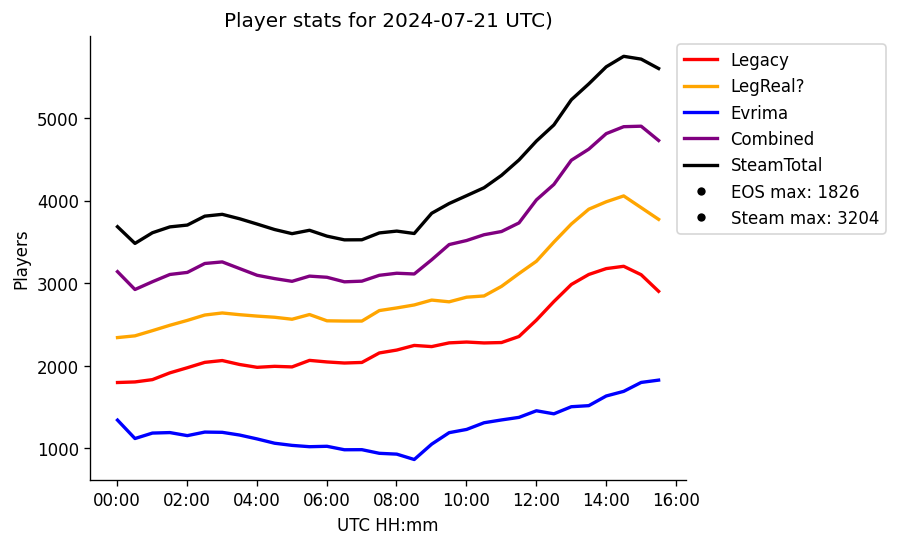 Player stats for 2024-07-21 UTC)
Legacy
LegReal?
Evrima
Combined
SteamTotal
EOS max: 1826
Steam max: 3204
Players
5000
4000
3000
2000
1000
00:00 02:00 04:00 06:00 08:00 10:00 12:00 14:00 16:00
UTC HH:mm